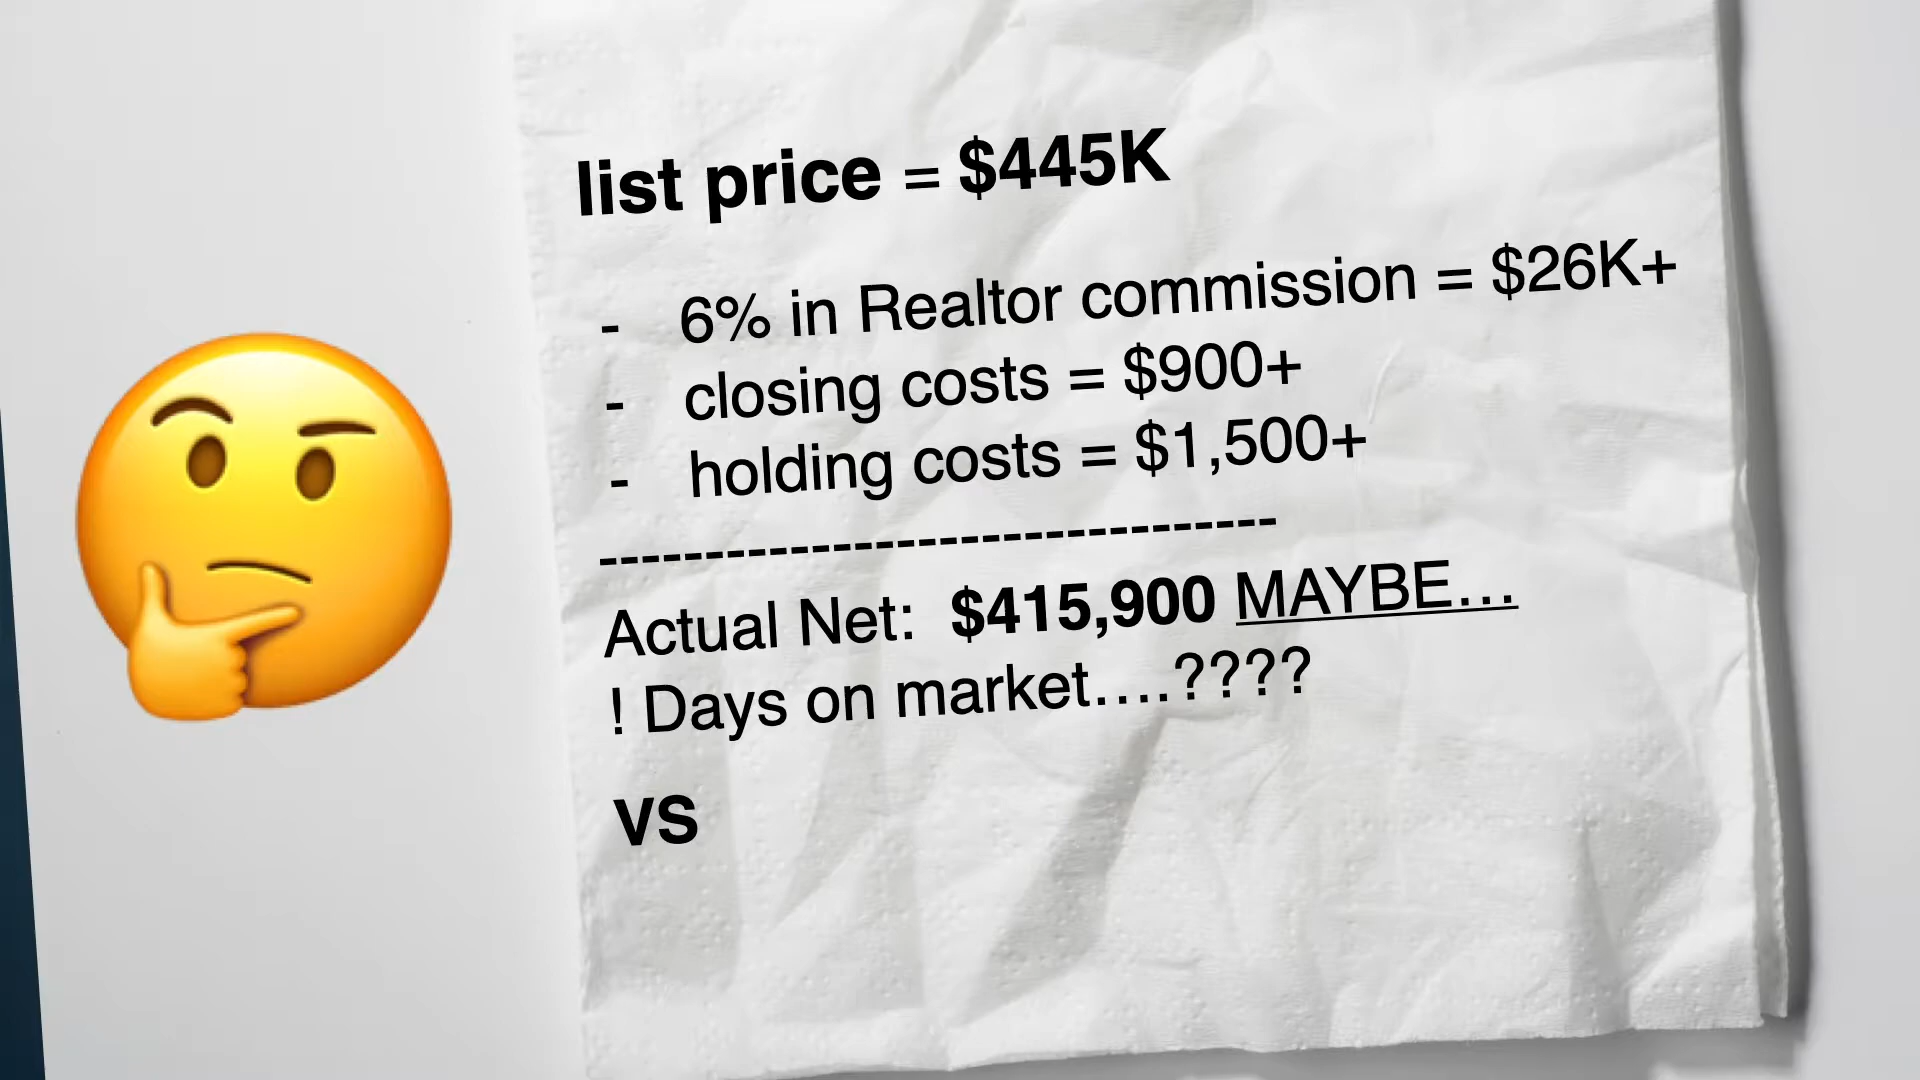 list price = $445K
- 6% in Realtor commission = $26K+
- closing costs = $900+
- holding costs = $1,500+
--------------------------------
Actual Net: $415,900 MAYBE...
! Days on market....????
VS